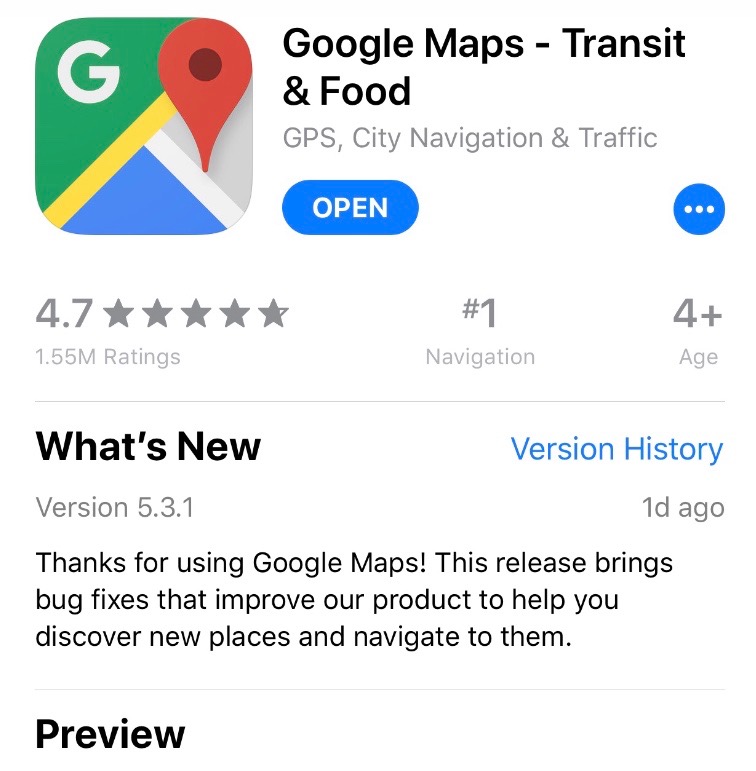 G
Google Maps - Transit
& Food
GPS, City Navigation & Traffic
OPEN
4.7
#1
4+
1.55M Ratings
Navigation
Age
What’s New
Version History
Version 5.3.1
1d ago
Thanks for using Google Maps! This release brings
bug fixes that improve our product to help you
discover new places and navigate to them.
Preview